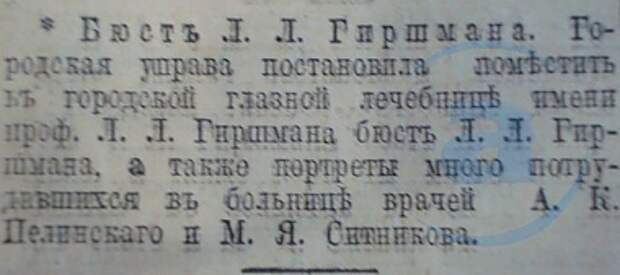 * Бюстъ Л. Л. Гиршмана. Го-
родская управа постановила помѣстить
въ городской глазной лечебницѣ имени
проф. Л. Л. Гиршмана бюстъ Л. Л. Гир-
шмана, а также портреты много потру-
дившихся въ больницѣ врачей А. К.
Пелинскаго и М. Я. Ситникова.